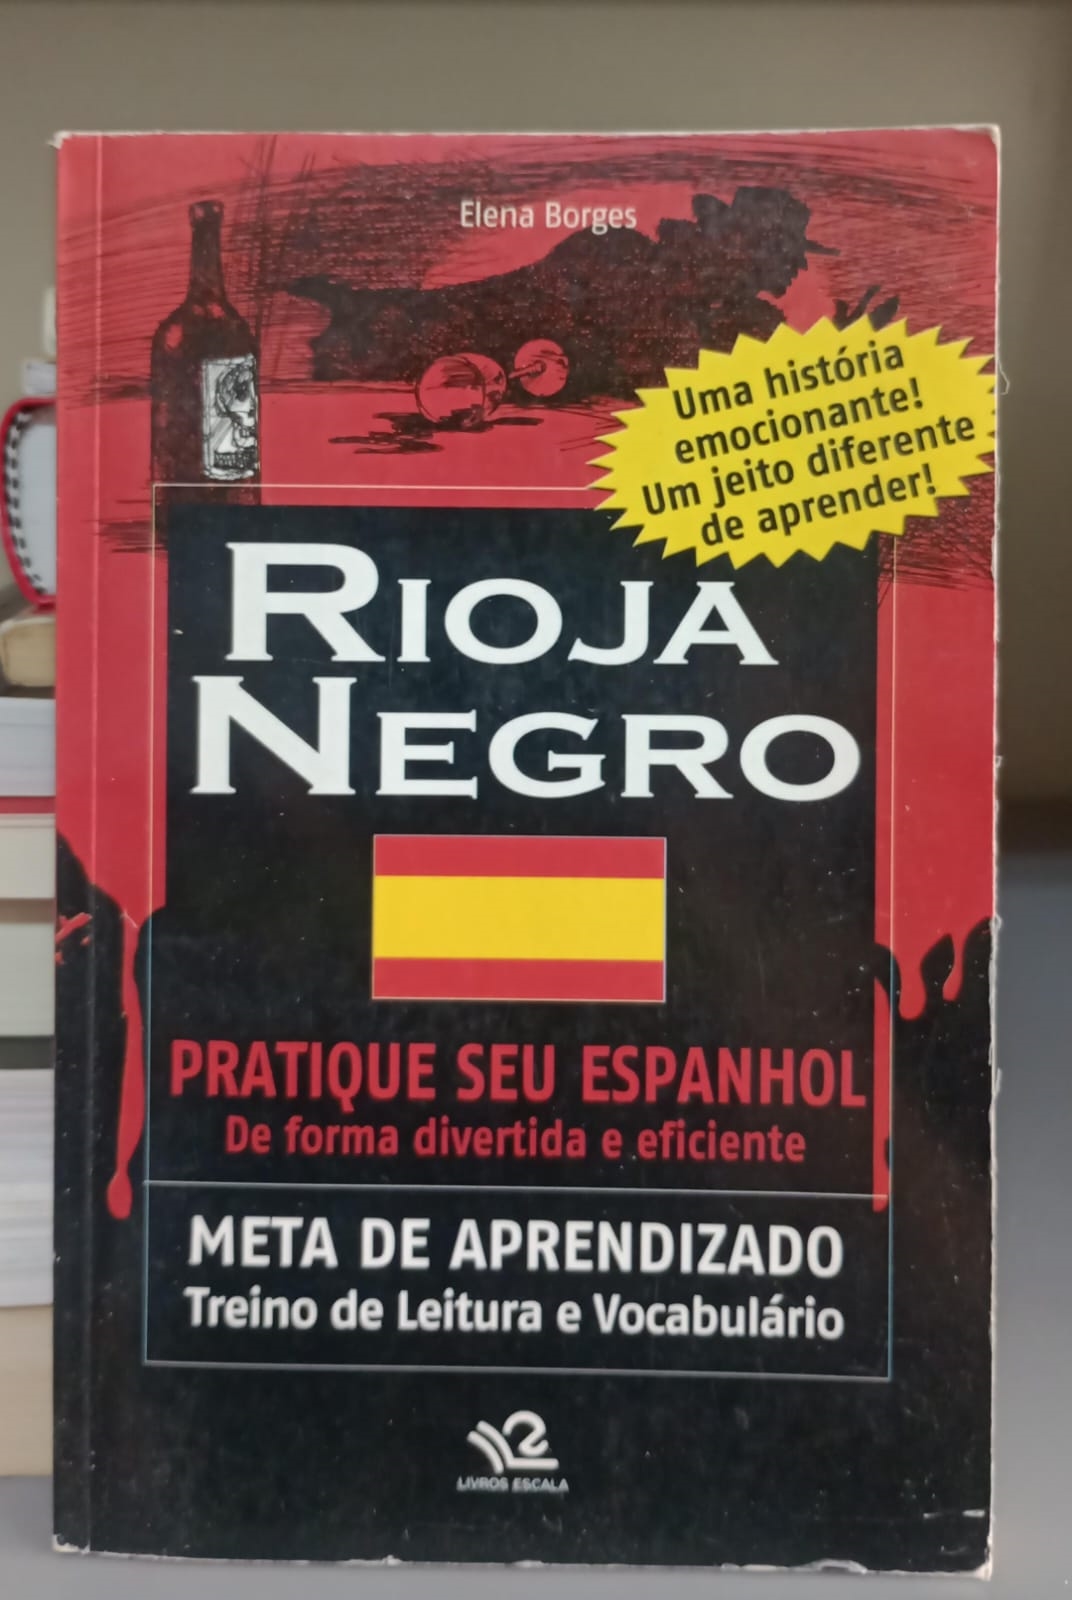 Elena Borges
Uma história
emocionante!
Um jeito diferente
de aprender!
RIOJA
NEGRO
PRATIQUE SEU ESPANHOL
De forma divertida e eficiente
META DE APRENDIZADO
Treino de Leitura e Vocabulário
LIVROS ESCALA